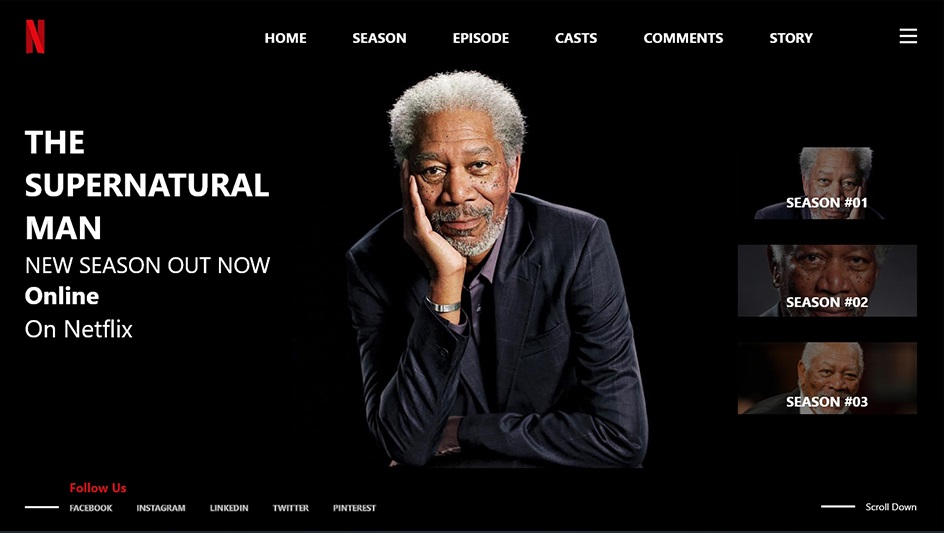 N
HOME SEASON EPISODE CASTS COMMENTS STORY
THE
SUPERNATURAL
MAN
NEW SEASON OUT NOW
Online
On Netflix
SEASON #01
SEASON #02
SEASON #03
Follow Us
FACEBOOK INSTAGRAM LINKEDIN TWITTER PINTEREST
Scroll Down